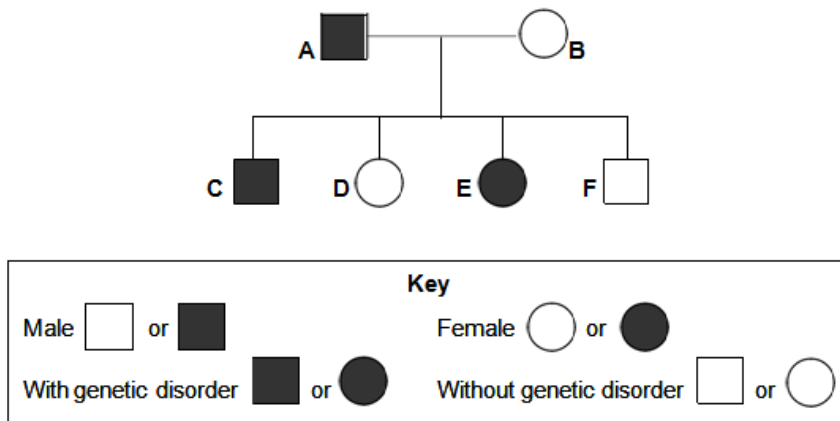 A B
C D E F
Key
Male or Female or
With genetic disorder or Without genetic disorder or